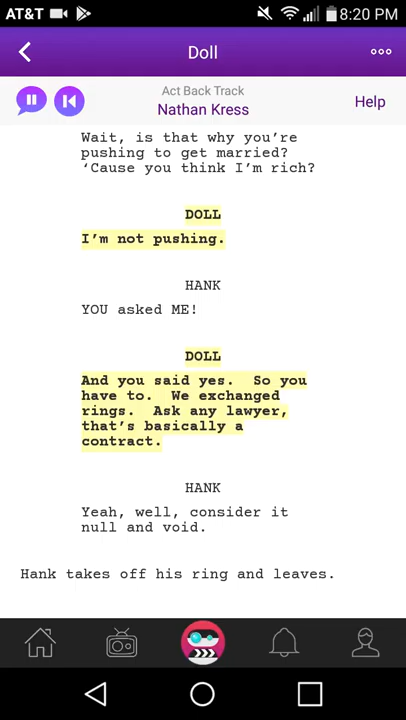 AT&T 8:20 PM
Doll
Act Back Track
Nathan Kress
Help
Wait, is that why you’re
pushing to get married?
‘Cause you think I’m rich?
DOLL
I’m not pushing.
HANK
YOU asked ME!
DOLL
And you said yes. So you
have to. We exchanged
rings. Ask any lawyer,
that’s basically a
contract.
HANK
Yeah, well, consider it
null and void.
Hank takes off his ring and leaves.